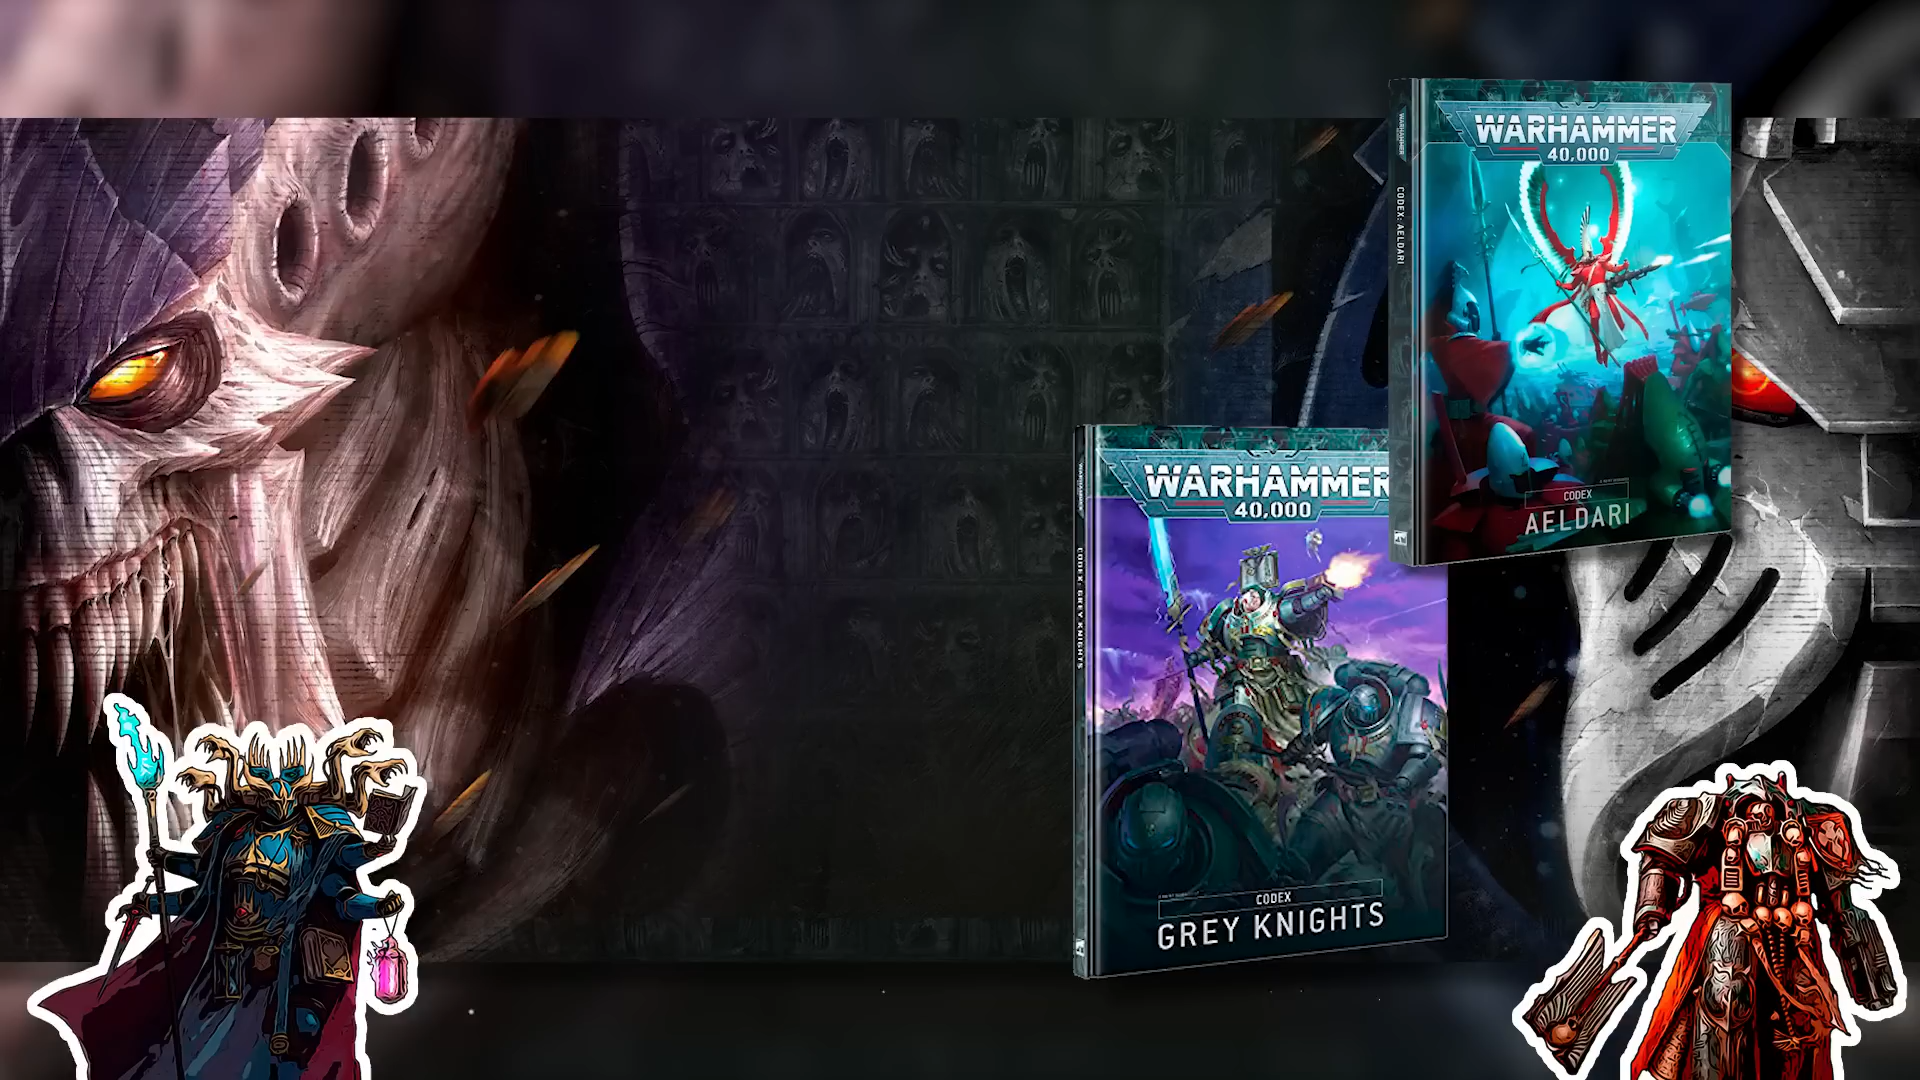 WARHAMMER
40,000
CODEX: AELDARI
CODEX
AELDARI
WARHAMMER
40,000
CODEX: GREY KNIGHTS
CODEX
GREY KNIGHTS